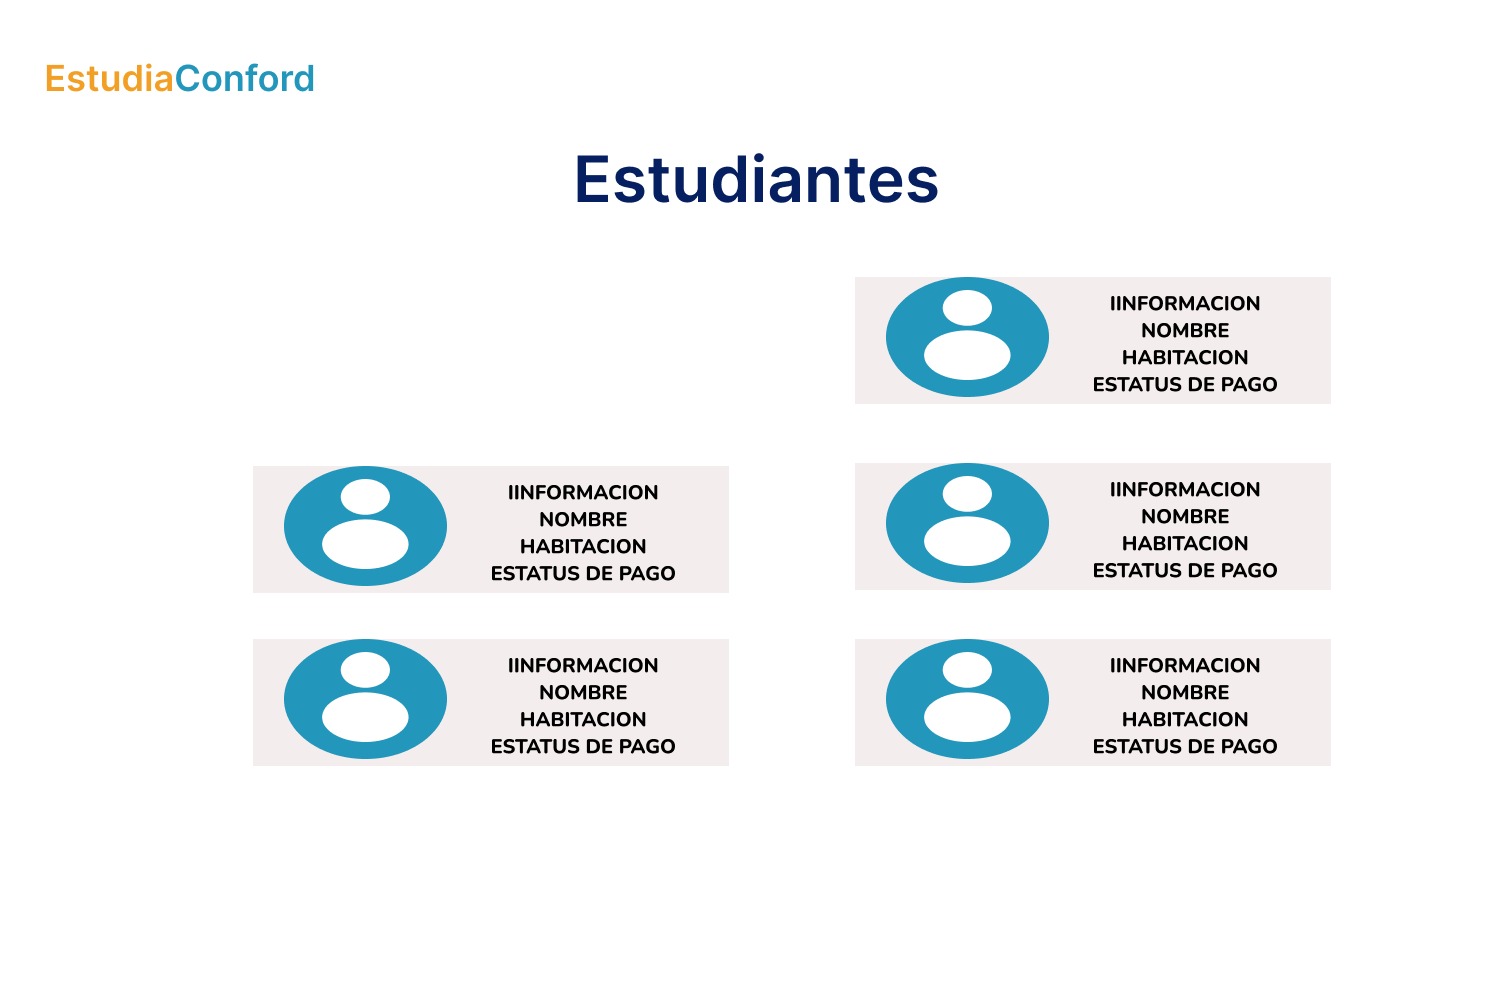 EstudiaConford
Estudiantes
IINFORMACION
NOMBRE
HABITACION
ESTATUS DE PAGO
IINFORMACION
NOMBRE
HABITACION
ESTATUS DE PAGO
IINFORMACION
NOMBRE
HABITACION
ESTATUS DE PAGO
IINFORMACION
NOMBRE
HABITACION
ESTATUS DE PAGO
IINFORMACION
NOMBRE
HABITACION
ESTATUS DE PAGO